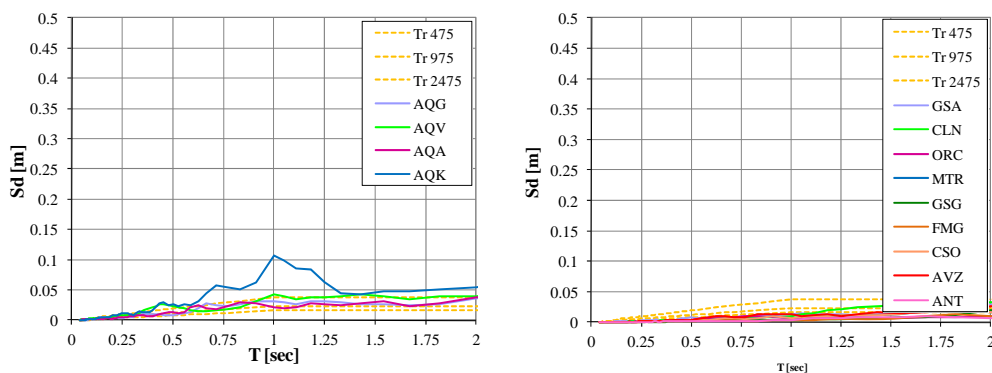 0.5
0.45
0.4
0.35
0.3
0.25
0.2
0.15
0.1
0.05
0
Sd [m]
0 0.25 0.5 0.75 1 1.25 1.5 1.75 2
T [sec]
Tr 475
Tr 975
Tr 2475
AQG
AQV
AQA
AQK
0.5
0.45
0.4
0.35
0.3
0.25
0.2
0.15
0.1
0.05
0
Sd [m]
0 0.25 0.5 0.75 1 1.25 1.5 1.75 2
T [sec]
Tr 475
Tr 975
Tr 2475
GSA
CLN
ORC
MTR
GSG
FMG
CSO
AVZ
ANT